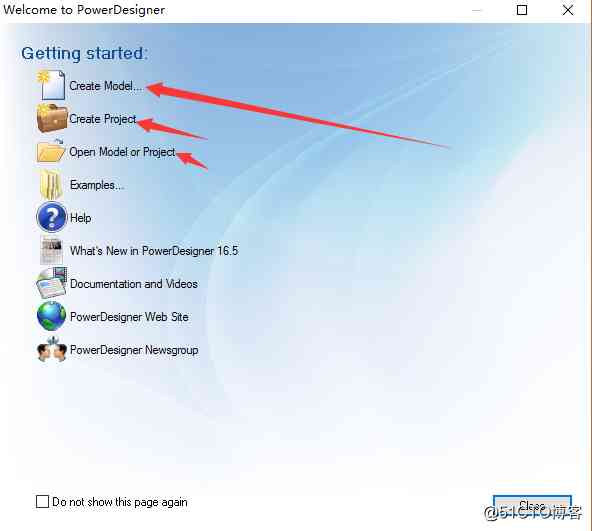 Welcome to PowerDesigner
Getting started:
Create Model...
Create Project
Open Model or Project
Examples...
Help
What's New in PowerDesigner 16.5
Documentation and Videos
PowerDesigner Web Site
PowerDesigner Newsgroup
Do not show this page again
Close
@51CTO博客